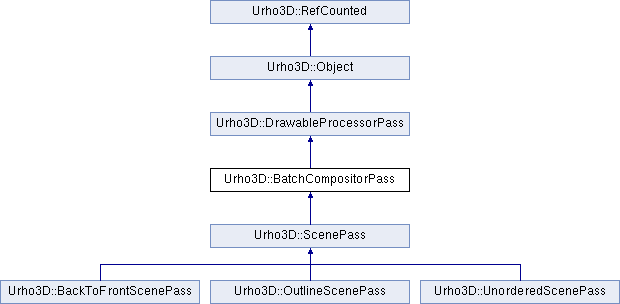 Urho3D::RefCounted
Urho3D::Object
Urho3D::DrawableProcessorPass
Urho3D::BatchCompositorPass
Urho3D::ScenePass
Urho3D::BackToFrontScenePass
Urho3D::OutlineScenePass
Urho3D::UnorderedScenePass